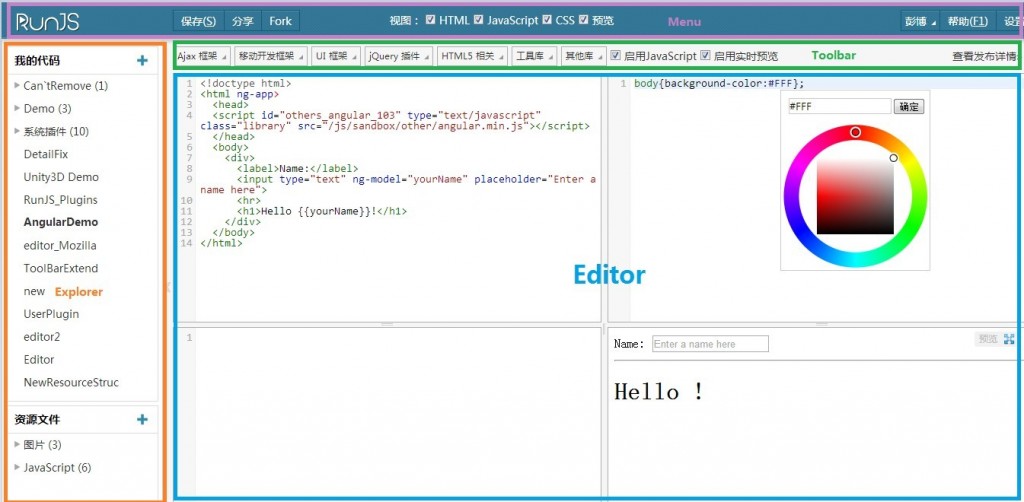 RunJS 保存(S) 分享 Fork 视图： HTML JavaScript CSS 预览 Menu 彭博 帮助(F1) 设置
我的代码 +
Can`tRemove (1)
Demo (3)
系统插件 (10)
DetailFix
Unity3D Demo
RunJS_Plugins
AngularDemo
editor_Mozilla
ToolBarExtend
new Explorer
UserPlugin
editor2
Editor
NewResourceStruc
资源文件 +
图片 (3)
JavaScript (6)
Ajax 框架 移动开发框架 UI 框架 jQuery 插件 HTML5 相关 工具库 其他库 启用JavaScript 启用实时预览 Toolbar 查看发布详情
1 <!doctype html>
2 <html ng-app>
3 <head>
4 <script id="others_angular_103" type="text/javascript"
class="library" src="/js/sandbox/other/angular.min.js"></script>
5 </head>
6 <body>
7 <div>
8 <label>Name:</label>
9 <input type="text" ng-model="yourName" placeholder="Enter a
name here">
10 <hr>
11 <h1>Hello {{yourName}}!</h1>
12 </div>
13 </body>
14 </html>
1 body{background-color:#FFF};
#FFF 确定
Editor
1
Name: Enter a name here 预览
Hello !